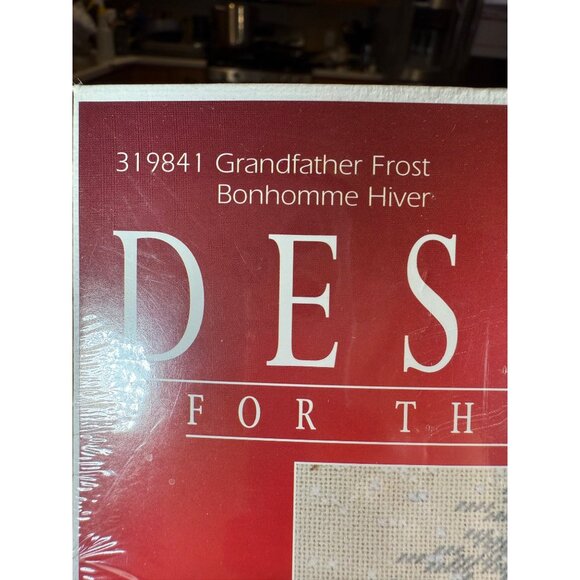 319841 Grandfather Frost
Bonhomme Hiver
DES
FOR TH